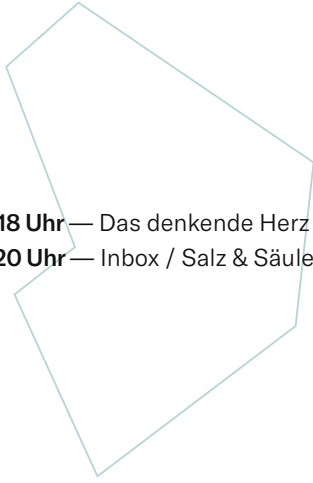 18 Uhr — Das denkende Herz
20 Uhr — Inbox / Salz & Säule